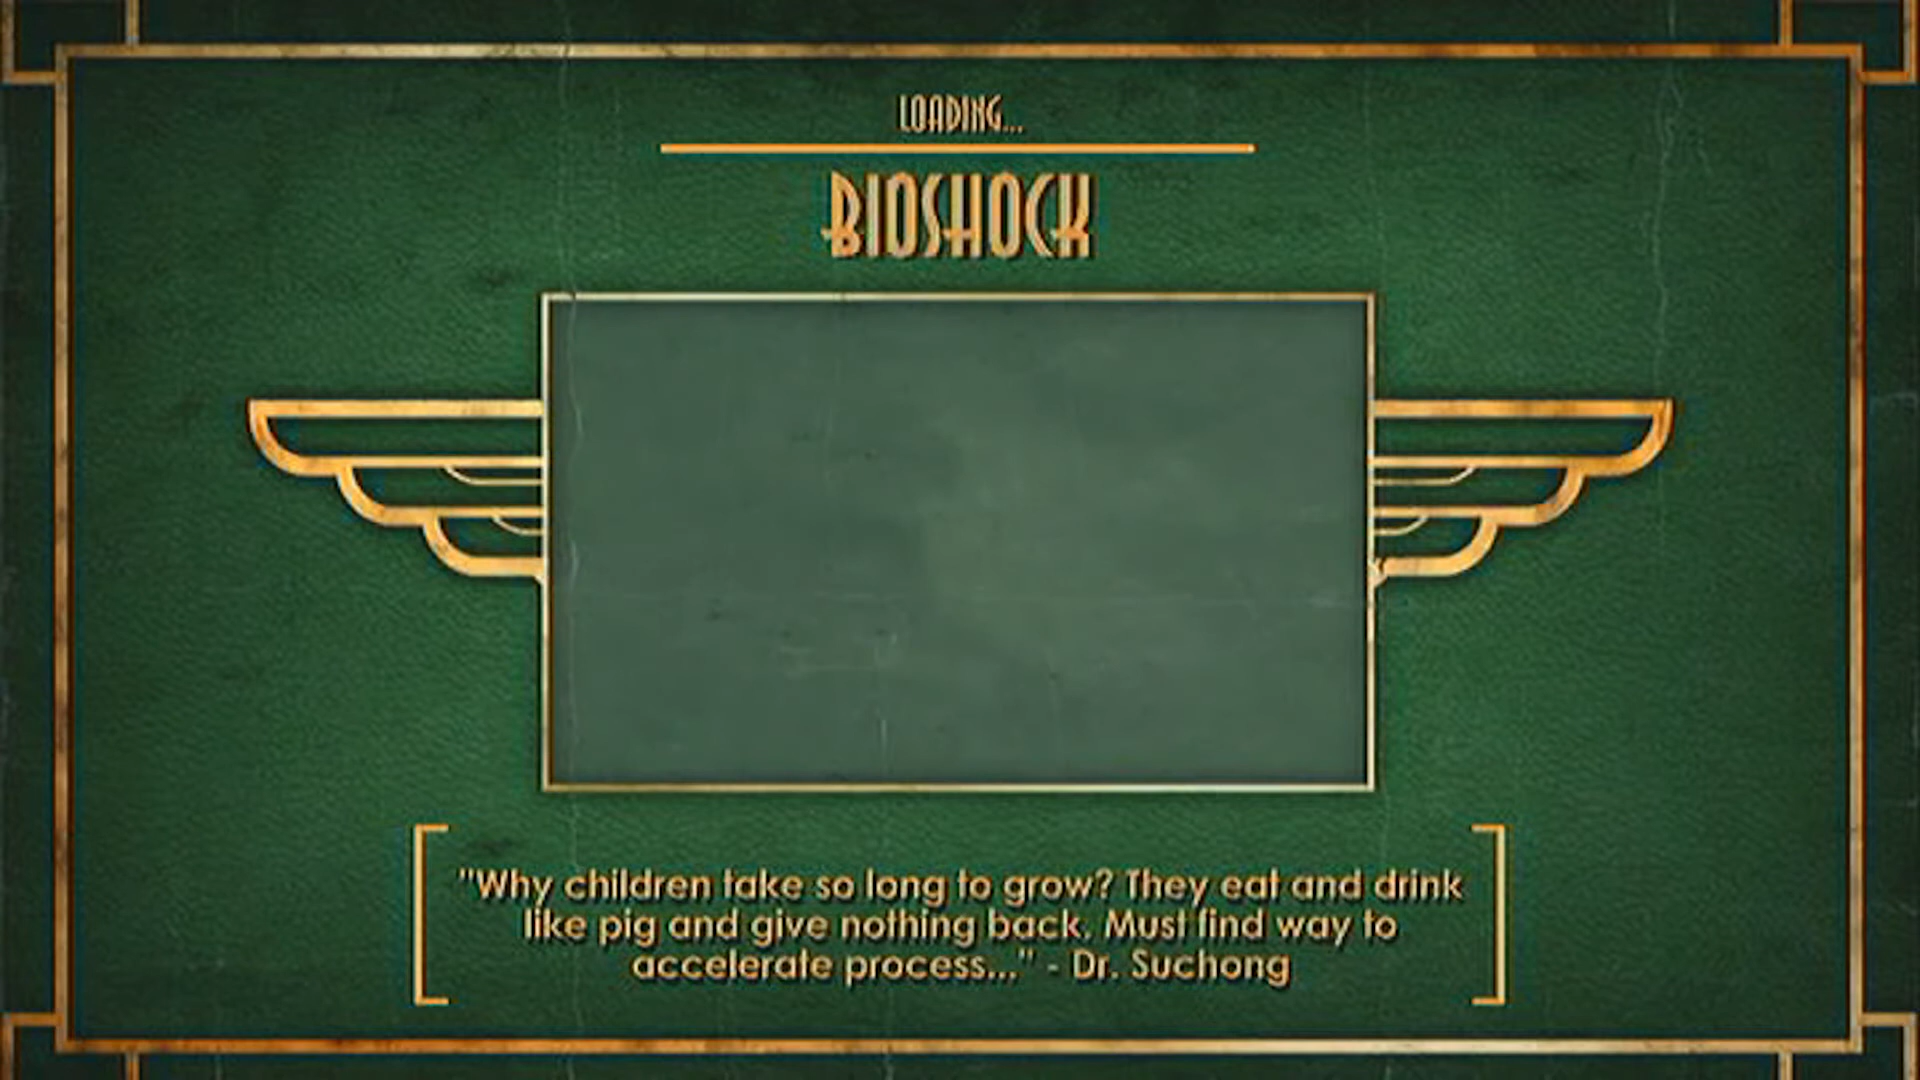 LOADING...
BIOSHOCK
"Why children take so long to grow? They eat and drink
like pig and give nothing back. Must find way to
accelerate process..." - Dr. Suchong